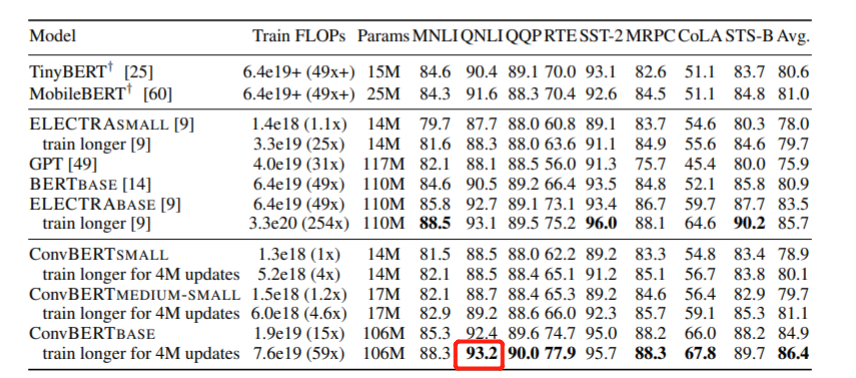 Model Train FLOPs Params MNLI QNLI QQP RTE SST-2 MRPC CoLA STS-B Avg.
TinyBERT† [25] 6.4e19+ (49x+) 15M 84.6 90.4 89.1 70.0 93.1 82.6 51.1 83.7 80.6
MobileBERT† [60] 6.4e19+ (49x+) 25M 84.3 91.6 88.3 70.4 92.6 84.5 51.1 84.8 81.0
ELECTRASMALL [9] 1.4e18 (1.1x) 14M 79.7 87.7 88.0 60.8 89.1 83.7 54.6 80.3 78.0
train longer [9] 3.3e19 (25x) 14M 81.6 88.3 88.0 63.6 91.1 84.9 55.6 84.6 79.7
GPT [49] 4.0e19 (31x) 117M 82.1 88.1 88.5 56.0 91.3 75.7 45.4 80.0 75.9
BERTBASE [14] 6.4e19 (49x) 110M 84.6 90.5 89.2 66.4 93.5 84.8 52.1 85.8 80.9
ELECTRABASE [9] 6.4e19 (49x) 110M 85.8 92.7 89.1 73.1 93.4 86.7 59.7 87.7 83.5
train longer [9] 3.3e20 (254x) 110M 88.5 93.1 89.5 75.2 96.0 88.1 64.6 90.2 85.7
ConvBERTSMALL 1.3e18 (1x) 14M 81.5 88.5 88.0 62.2 89.2 83.3 54.8 83.4 78.9
train longer for 4M updates 5.2e18 (4x) 14M 82.1 88.5 88.4 65.1 91.2 85.1 56.7 83.8 80.1
ConvBERTMEDIUM-SMALL 1.5e18 (1.2x) 17M 82.1 88.7 88.4 65.3 89.2 84.6 56.4 82.9 79.7
train longer for 4M updates 6.0e18 (4.6x) 17M 82.9 89.2 88.6 66.0 92.3 85.7 59.1 85.3 81.1
ConvBERTBASE 1.9e19 (15x) 106M 85.3 92.4 89.6 74.7 95.0 88.2 66.0 88.2 84.9
train longer for 4M updates 7.6e19 (59x) 106M 88.3 93.2 90.0 77.9 95.7 88.3 67.8 89.7 86.4